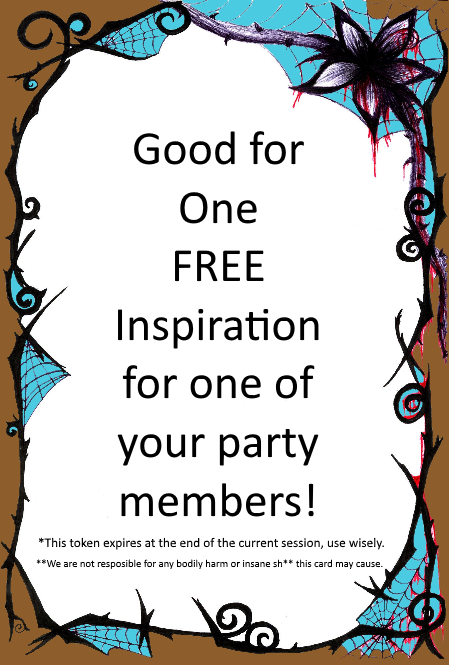 Good for
One
FREE
Inspiration
for one of
your party
members!
*This token expires at the end of the current session, use wisely.
**We are not resposible for any bodily harm or insane sh** this card may cause.